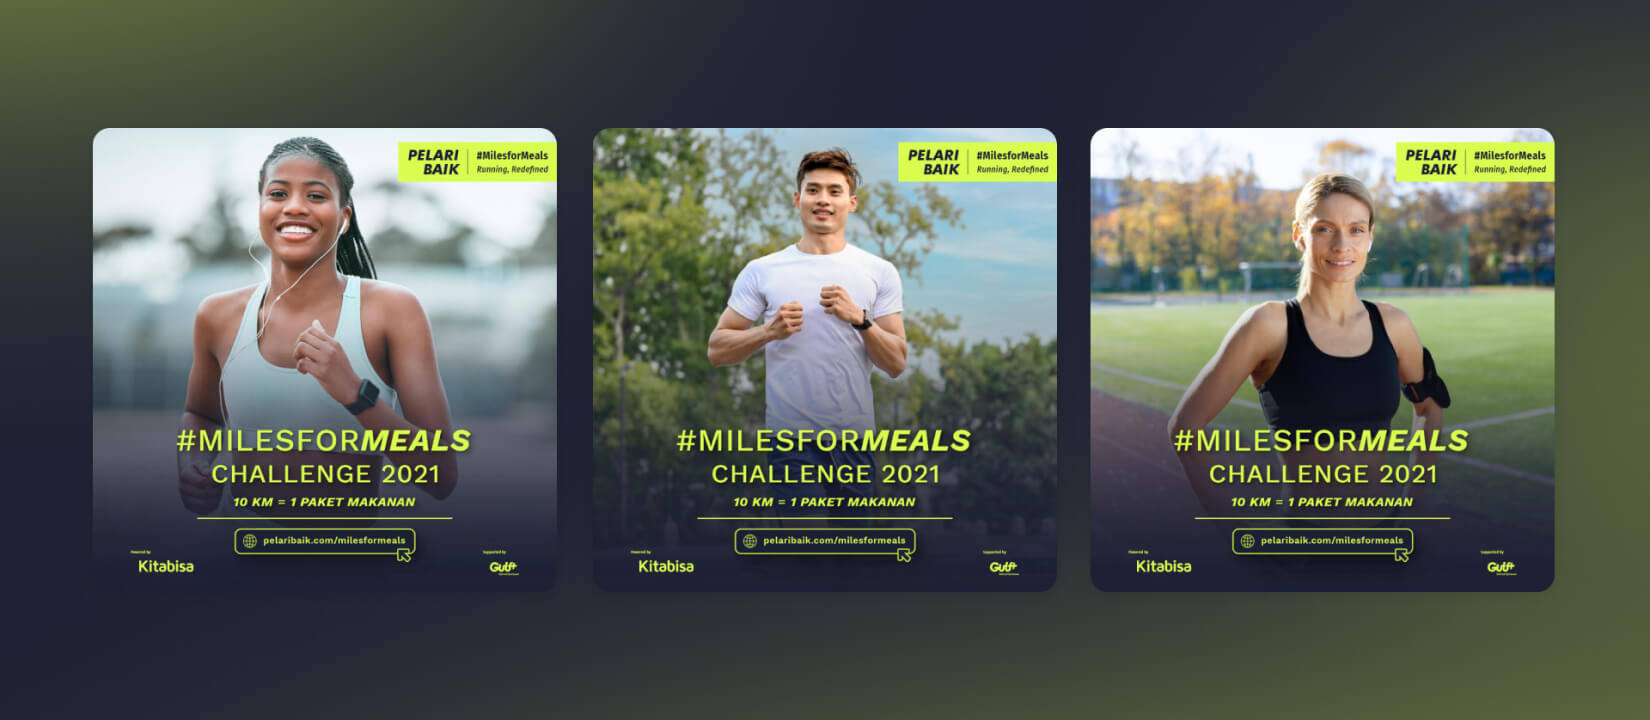 PELARI
BAIK
#MilesforMeals
Running, Redefined
#MILESFORMEALS
CHALLENGE 2021
10 KM = 1 PAKET MAKANAN
pelaribaik.com/milesformeals
Powered by
Kitabisa
Supported by
PELARI
BAIK
#MilesforMeals
Running, Redefined
#MILESFORMEALS
CHALLENGE 2021
10 KM = 1 PAKET MAKANAN
pelaribaik.com/milesformeals
Powered by
Kitabisa
Supported by
PELARI
BAIK
#MilesforMeals
Running, Redefined
#MILESFORMEALS
CHALLENGE 2021
10 KM = 1 PAKET MAKANAN
pelaribaik.com/milesformeals
Powered by
Kitabisa
Supported by